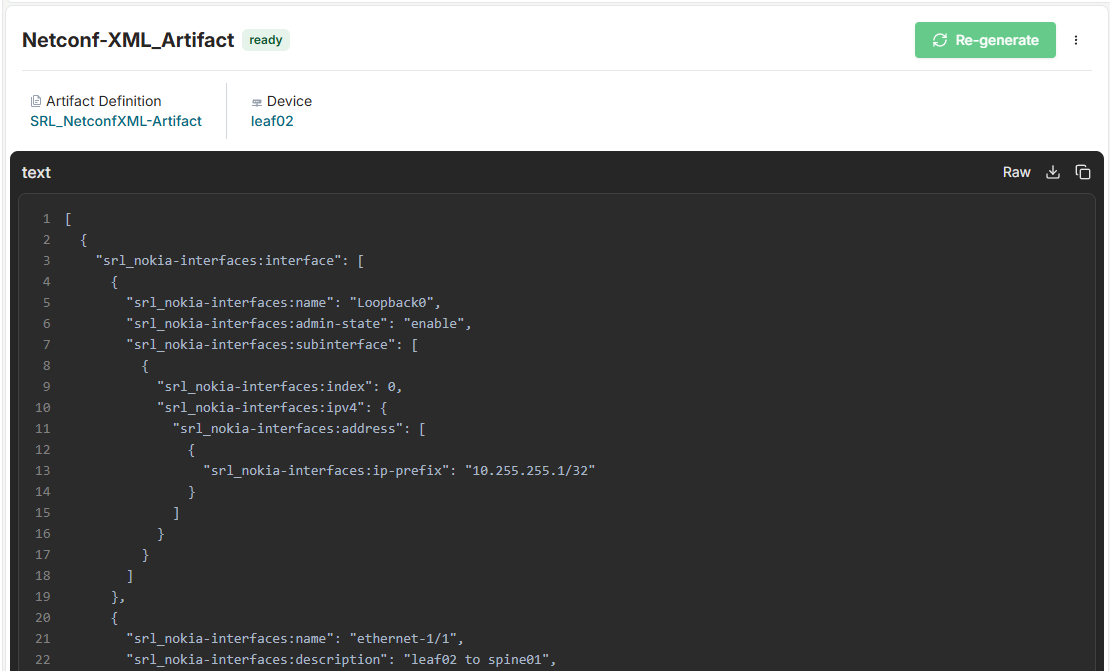 Netconf-XML_Artifact ready Re-generate
Artifact Definition Device
SRL_NetconfXML-Artifact leaf02
text Raw
1 [
2 {
3 "srl_nokia-interfaces:interface": [
4 {
5 "srl_nokia-interfaces:name": "Loopback0",
6 "srl_nokia-interfaces:admin-state": "enable",
7 "srl_nokia-interfaces:subinterface": [
8 {
9 "srl_nokia-interfaces:index": 0,
10 "srl_nokia-interfaces:ipv4": {
11 "srl_nokia-interfaces:address": [
12 {
13 "srl_nokia-interfaces:ip-prefix": "10.255.255.1/32"
14 }
15 ]
16 }
17 }
18 ]
19 },
20 {
21 "srl_nokia-interfaces:name": "ethernet-1/1",
22 "srl_nokia-interfaces:description": "leaf02 to spine01",